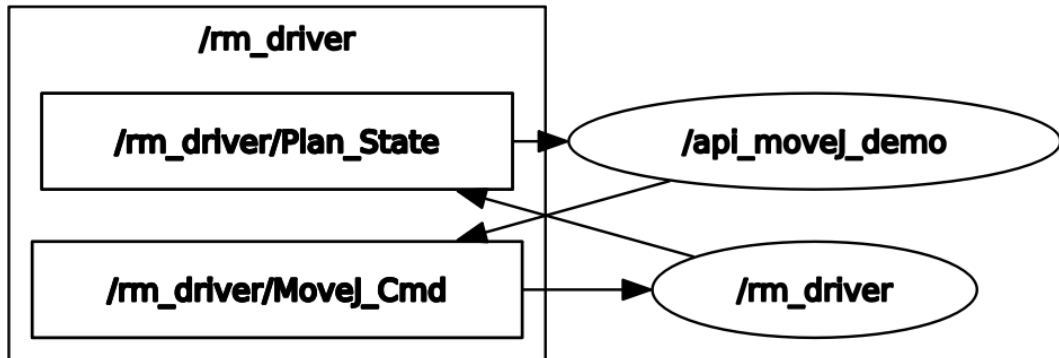 /rm_driver
/rm_driver/Plan_State
/api_moveJ_demo
/rm_driver/MoveJ_Cmd
/rm_driver